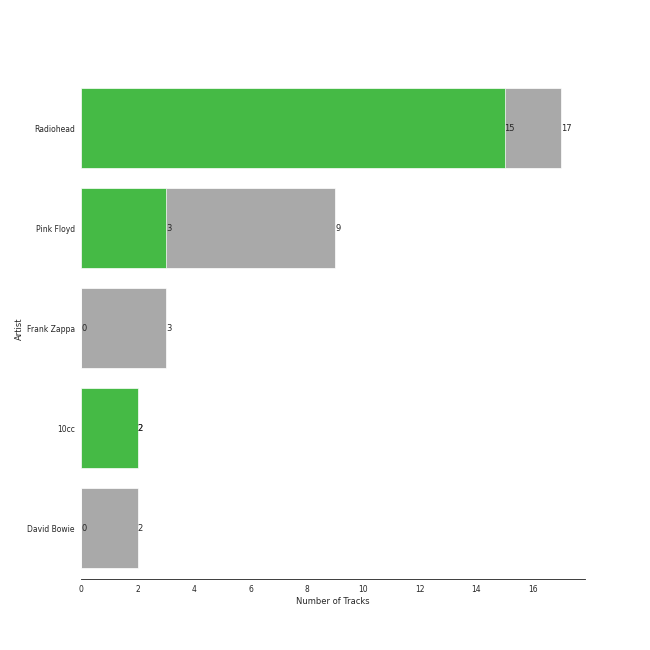 Radiohead
15
17
Pink Floyd
3
9
Artist
Frank Zappa
0
3
10cc
2
David Bowie
0
2
0 2 4 6 8 10 12 14 16
Number of Tracks